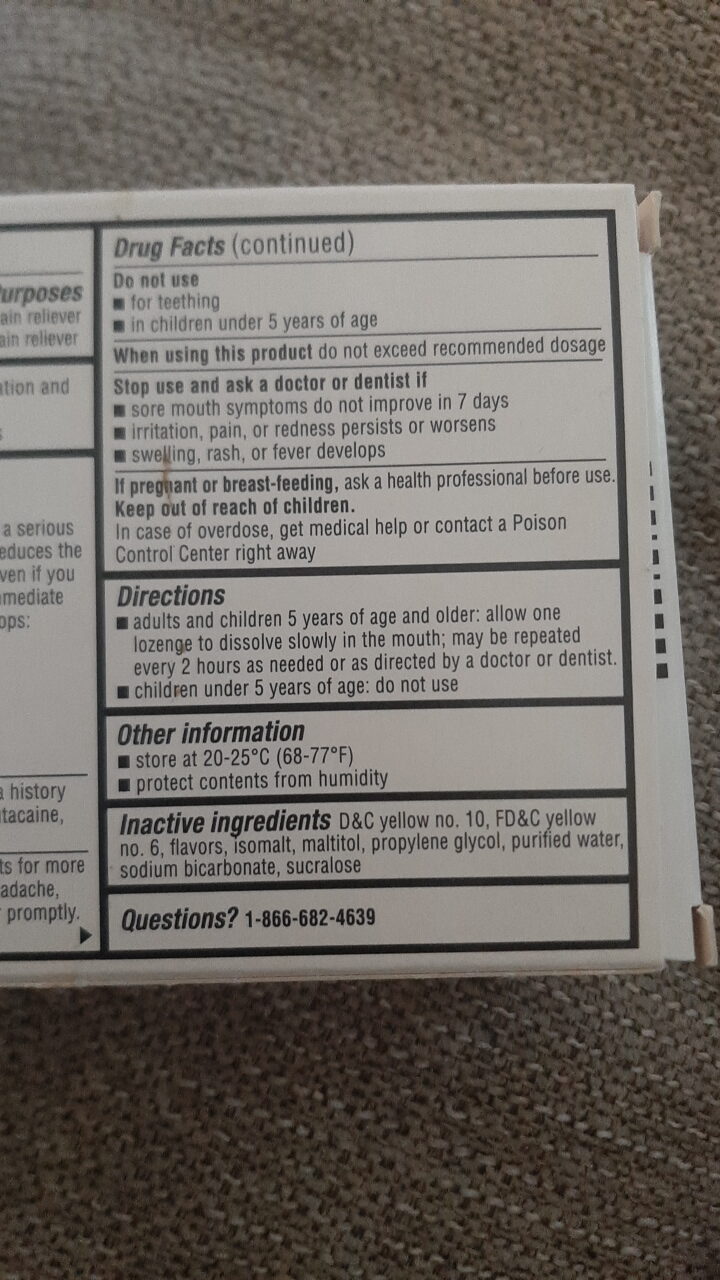 Purposes
ain reliever
ain reliever
ation and
s
a serious
educes the
ven if you
mmediate
ops:
a history
tacaine,
ts for more
adache,
promptly.
Drug Facts (continued)
Do not use
■ for teething
■ in children under 5 years of age
When using this product do not exceed recommended dosage
Stop use and ask a doctor or dentist if
■ sore mouth symptoms do not improve in 7 days
■ irritation, pain, or redness persists or worsens
■ swelling, rash, or fever develops
If pregnant or breast-feeding, ask a health professional before use.
Keep out of reach of children.
In case of overdose, get medical help or contact a Poison
Control Center right away
Directions
■ adults and children 5 years of age and older: allow one
lozenge to dissolve slowly in the mouth; may be repeated
every 2 hours as needed or as directed by a doctor or dentist.
■ children under 5 years of age: do not use
Other information
■ store at 20-25°C (68-77°F)
■ protect contents from humidity
Inactive ingredients D&C yellow no. 10, FD&C yellow
no. 6, flavors, isomalt, maltitol, propylene glycol, purified water,
sodium bicarbonate, sucralose
Questions? 1-866-682-4639